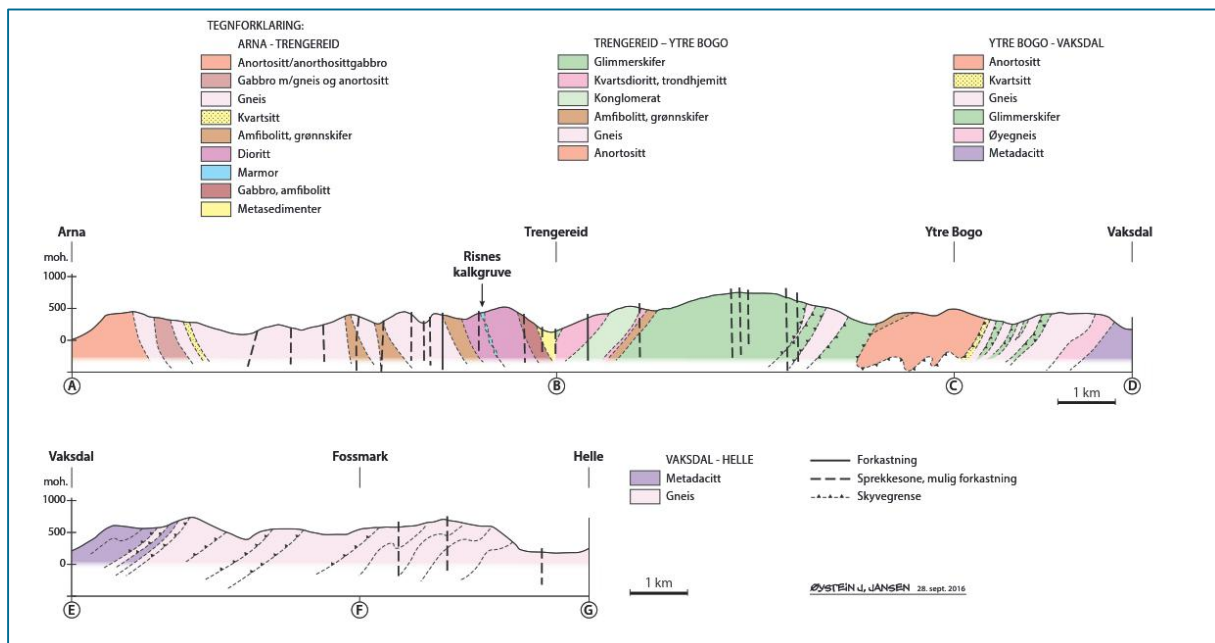 TEGNFORKLARING:
ARNA - TRENGEREID
Anortositt/anorthosittgabbro
Gabbro m/gneis og anortositt
Gneis
Kvartsitt
Amfibolitt, grønnskifer
Dioritt
Marmor
Gabbro, amfibolitt
Metasedimenter
TRENGEREID – YTRE BOGO
Glimmerskifer
Kvartsdioritt, trondhjemitt
Konglomerat
Amfibolitt, grønnskifer
Gneis
Anortositt
YTRE BOGO - VAKSDAL
Anortositt
Kvartsitt
Gneis
Glimmerskifer
Øyegneis
Metadacitt
Arna
Trengereid
Ytre Bogo
Vaksdal
moh.
Risnes
kalkgruve
1000
500
0
A
B
C
D
1 km
Vaksdal
Fossmark
Helle
moh.
1000
500
0
E
F
G
VAKSDAL - HELLE
Metadacitt
Gneis
Forkastning
Sprekkesone, mulig forkastning
Skyvegrense
1 km
ØYSTEIN J. JANSEN 28. sept. 2016